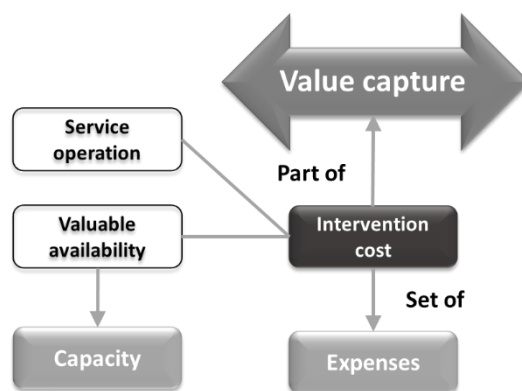 Value capture
Service
operation
Part of
Valuable
availability
Intervention
cost
Set of
Capacity
Expenses